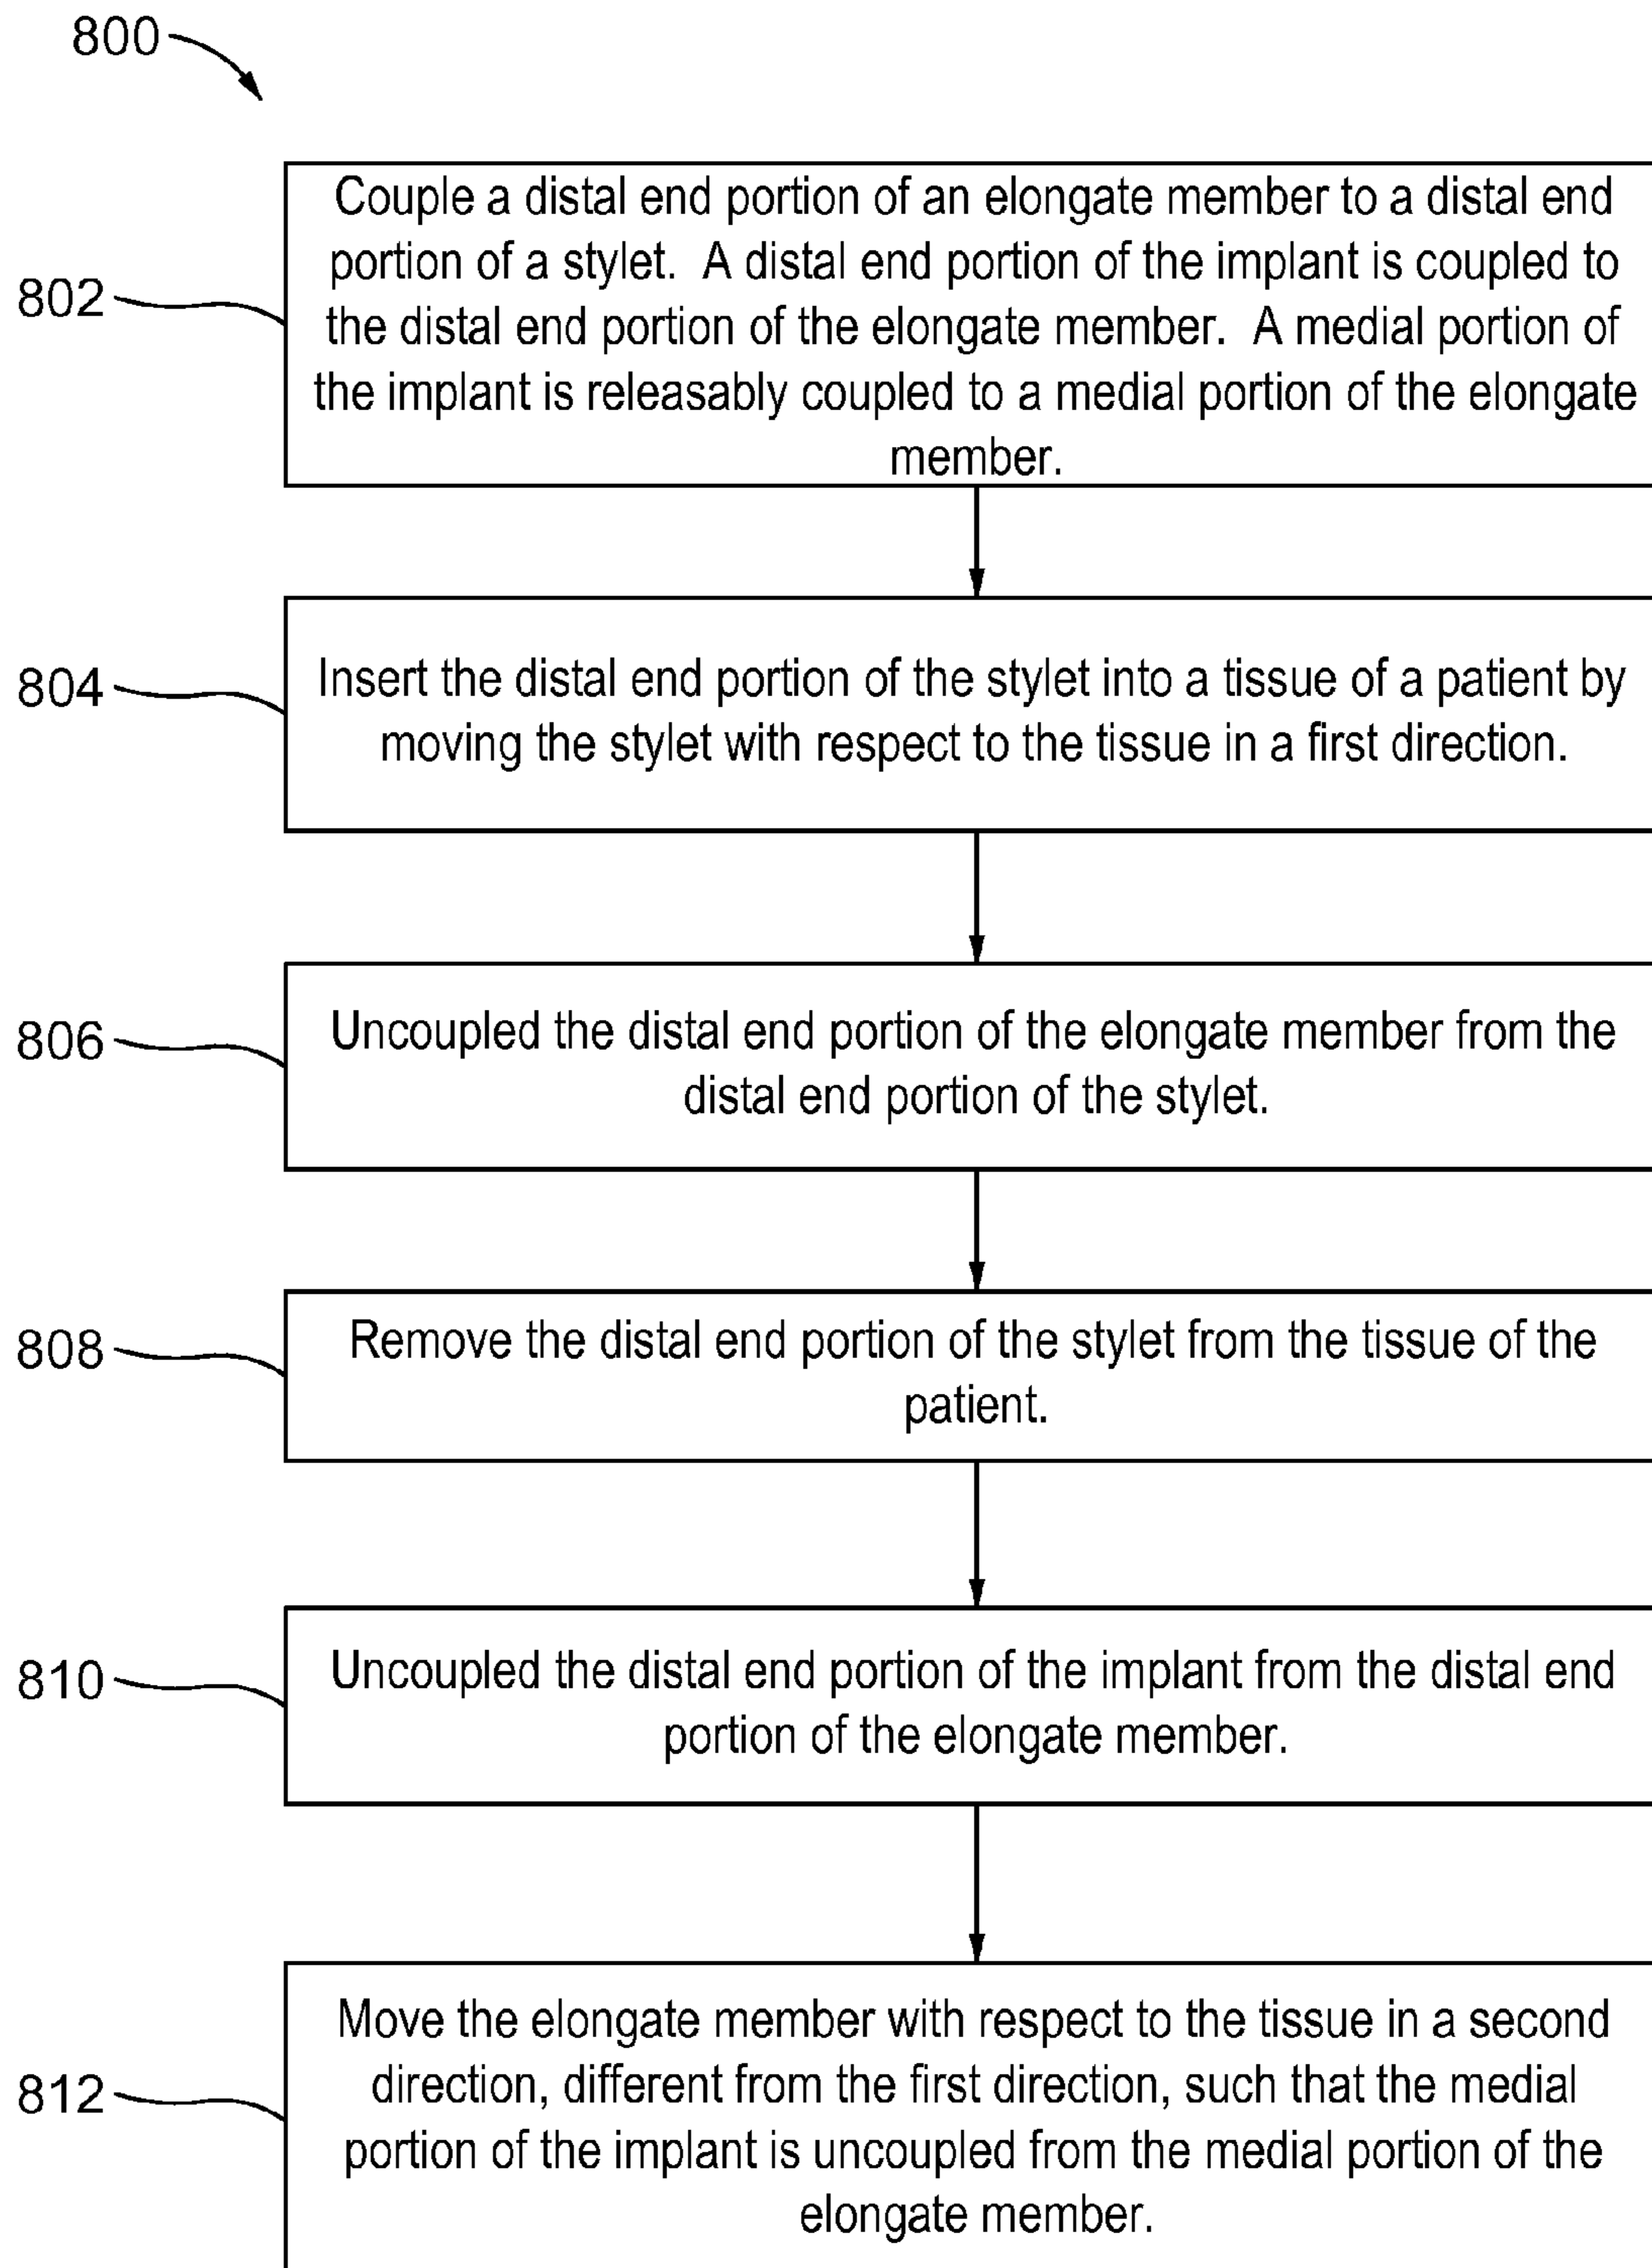 800
802
Couple a distal end portion of an elongate member to a distal end
portion of a stylet. A distal end portion of the implant is coupled to
the distal end portion of the elongate member. A medial portion of
the implant is releasably coupled to a medial portion of the elongate
member.
804
Insert the distal end portion of the stylet into a tissue of a patient by
moving the stylet with respect to the tissue in a first direction.
806
Uncoupled the distal end portion of the elongate member from the
distal end portion of the stylet.
808
Remove the distal end portion of the stylet from the tissue of the
patient.
810
Uncoupled the distal end portion of the implant from the distal end
portion of the elongate member.
812
Move the elongate member with respect to the tissue in a second
direction, different from the first direction, such that the medial
portion of the implant is uncoupled from the medial portion of the
elongate member.